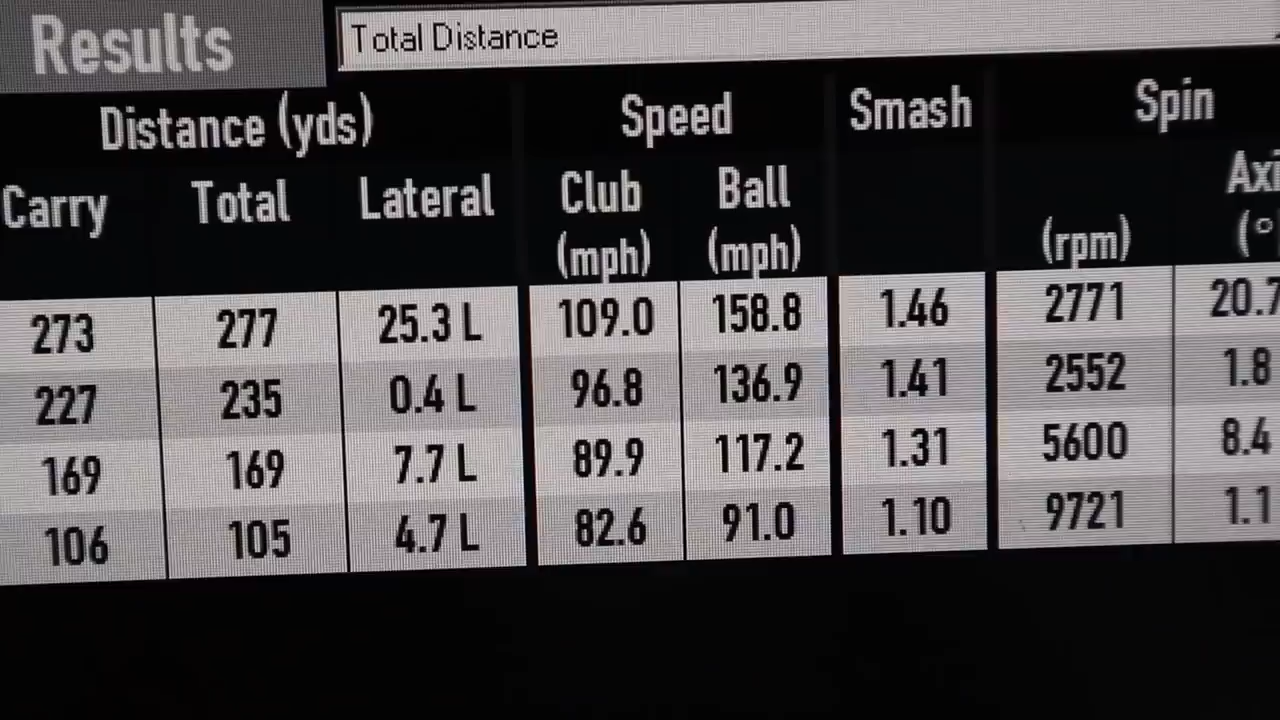 Results Total Distance
Distance (yds) Speed Smash Spin
Carry Total Lateral Club (mph) Ball (mph) (rpm) Axi (°
273 277 25.3 L 109.0 158.8 1.46 2771 20.7
227 235 0.4 L 96.8 136.9 1.41 2552 1.8
169 169 7.7 L 89.9 117.2 1.31 5600 8.4
106 105 4.7 L 82.6 91.0 1.10 9721 1.1